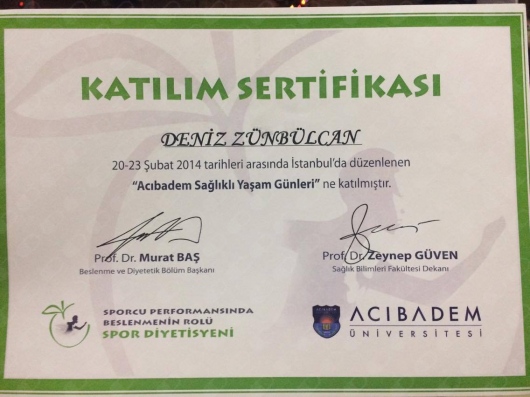 KATILIM SERTİFİKASI
DENİZ ZÜNBÜLCAN
20-23 Şubat 2014 tarihleri arasında İstanbul'da düzenlenen
“Acıbadem Sağlıklı Yaşam Günleri” ne katılmıştır.
Prof. Dr. Murat BAŞ
Beslenme ve Diyetetik Bölüm Başkanı
Prof. Dr. Zeynep GÜVEN
Sağlık Bilimleri Fakültesi Dekanı
SPORCU PERFORMANSINDA
BESLENMENİN ROLÜ
SPOR DİYETİSYENİ
ACIBADEM
ÜNİVERSİTESİ